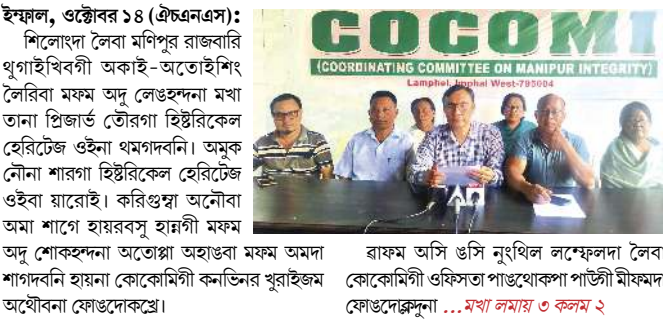 ইম্ফাল, ওক্টোবর ১৪ (ঐচএনএস):
শিলোংদা লৈবা মণিপুর রাজবারি
থুগাইখিবগী অকাই-অতোইশিং
লৈরিবা মফম অদু লেঙহন্দনা মখা
তানা প্রিজার্ভ তৌরগা হিষ্টরিকেল
হেরিটেজ ওইনা থমগদবনি। অমুক
নৌনা শারগা হিষ্টরিকেল হেরিটেজ
ওইবা য়ারোই। করিগুম্বা অনৌবা
অমা শাগে হায়রবসু হান্নগী মফম
অদু শোকহন্দনা অতোপ্পা অহাঙবা মফম অমদা
শাগদবনি হায়না কোকোমিগী কনভিনর খুরাইজম
অথৌবনা ফোঙদোকখ্রে।
COCOMI
(COORDINATING COMMITTEE ON MANIPUR INTEGRITY)
Lamphel, Imphal West-795004
ৱাফম অসি ঙসি নুংথিল লম্ফেলদা লৈব
কোকোমিগী ওফিসতা পাঙথোকপা পাউগী মীফমদ
ফোঙদোক্লদুনা ...মখা লমায় ৩ কলম ২